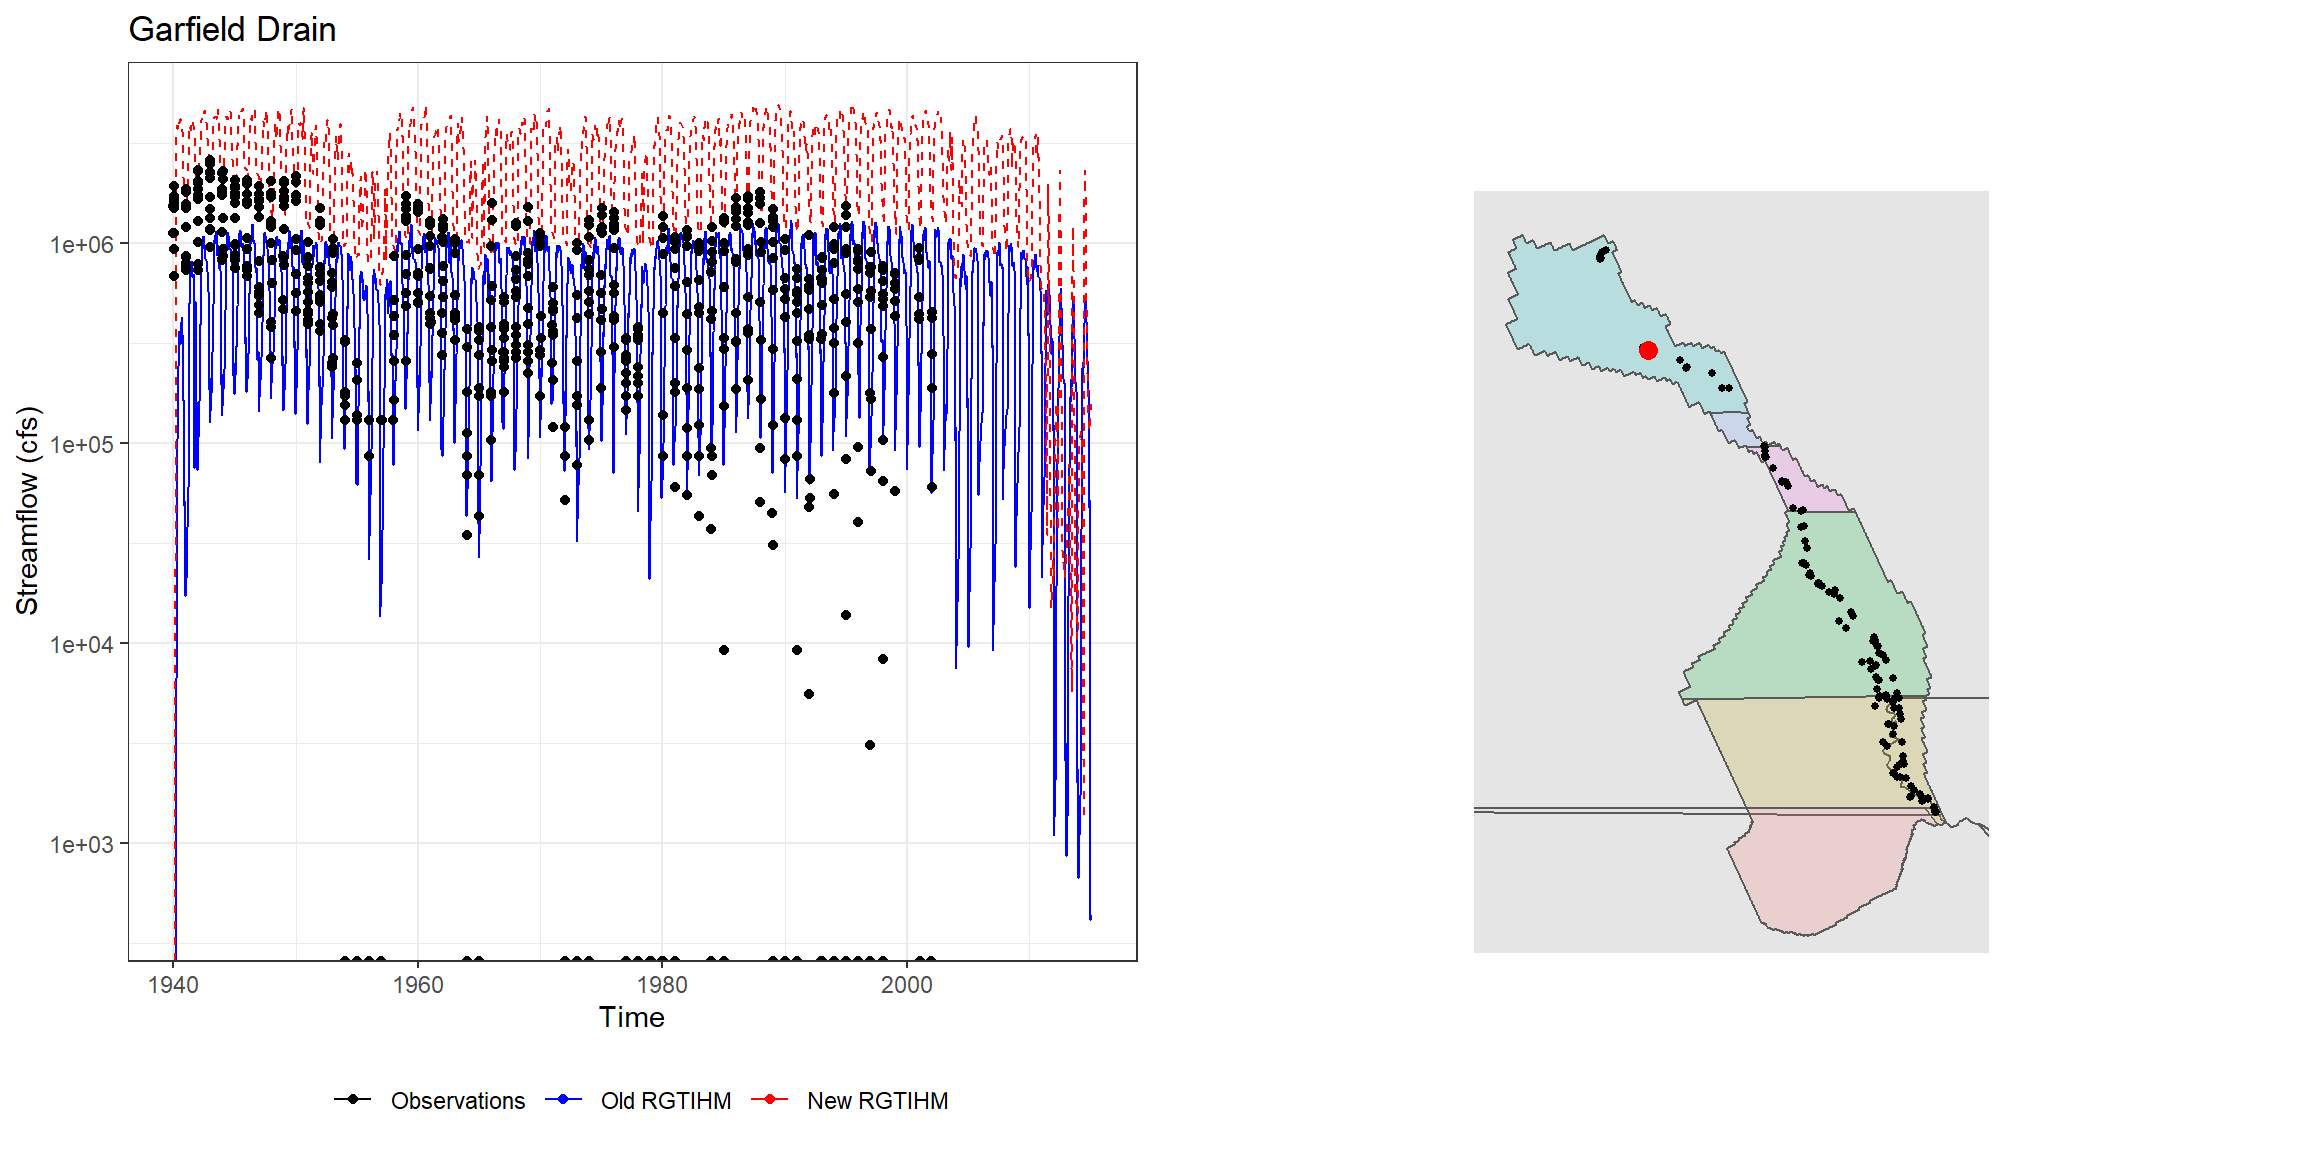 Garfield Drain
Streamflow (cfs)
1e+06
1e+05
1e+04
1e+03
1940 1960 1980 2000
Time
Observations Old RGTIHM New RGTIHM